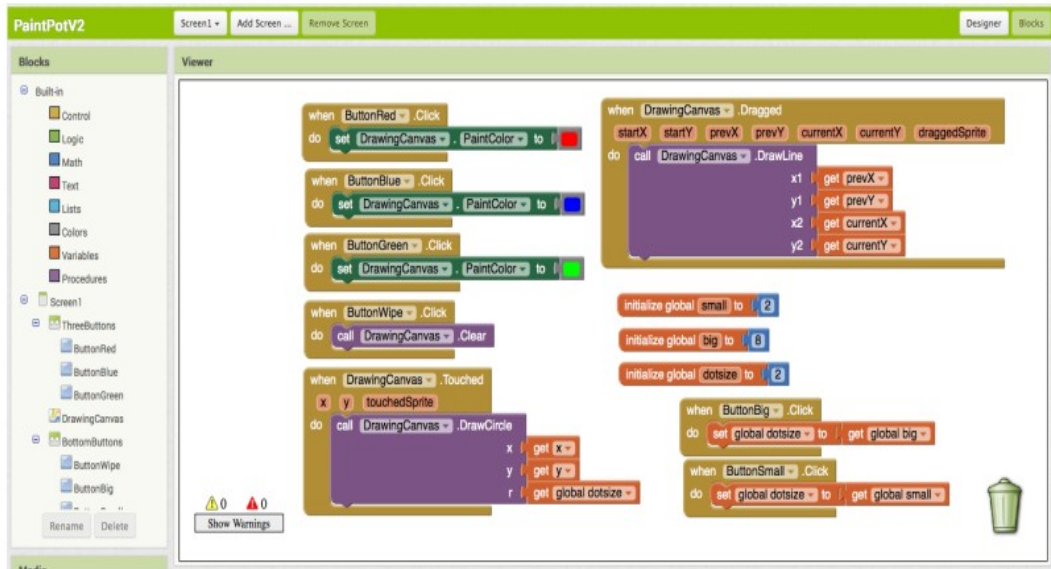 PaintPotV2
Screen1 Add Screen ... Remove Screen
Designer Blocks
Blocks
Built-in
Control
Logic
Math
Text
Lists
Colors
Variables
Procedures
Screen1
ThreeButtons
ButtonRed
ButtonBlue
ButtonGreen
DrawingCanvas
BottomButtons
ButtonWipe
ButtonBig
Rename Delete
Viewer
when ButtonRed .Click
do set DrawingCanvas . PaintColor to
when ButtonBlue .Click
do set DrawingCanvas . PaintColor to
when ButtonGreen .Click
do set DrawingCanvas . PaintColor to
when ButtonWipe .Click
do call DrawingCanvas .Clear
when DrawingCanvas .Touched
x y touchedSprite
do call DrawingCanvas .DrawCircle
x get x
y get y
r get global dotsize
0 0
Show Warnings
when DrawingCanvas .Dragged
startX startY prevX prevY currentX currentY draggedSprite
do call DrawingCanvas .DrawLine
x1 get prevX
y1 get prevY
x2 get currentX
y2 get currentY
initialize global small to 2
initialize global big to 8
initialize global dotsize to 2
when ButtonBig .Click
do set global dotsize to get global big
when ButtonSmall .Click
do set global dotsize to get global small